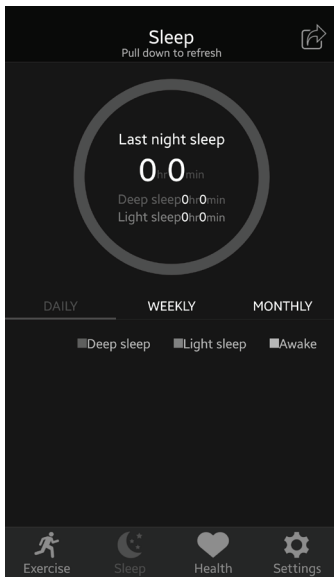 Sleep
Pull down to refresh
Last night sleep
0hr0min
Deep sleep0hr0min
Light sleep0hr0min
DAILY WEEKLY MONTHLY
Deep sleep Light sleep Awake
Exercise Sleep Health Settings